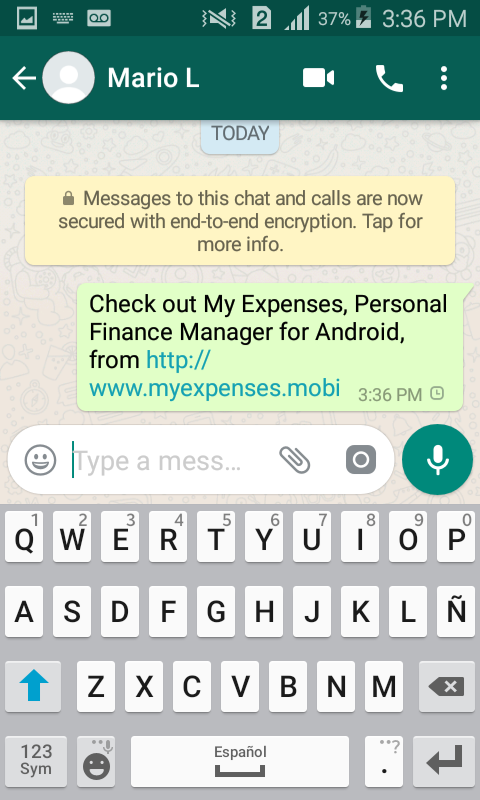 2 37% 3:36 PM
Mario L
TODAY
Messages to this chat and calls are now
secured with end-to-end encryption. Tap for
more info.
Check out My Expenses, Personal
Finance Manager for Android,
from http://
www.myexpenses.mobi 3:36 PM
Type a mess...
1 2 3 4 5 6 7 8 9 0
Q W E R T Y U I O P
A S D F G H J K L Ñ
Z X C V B N M
123
Sym
Español
. ?